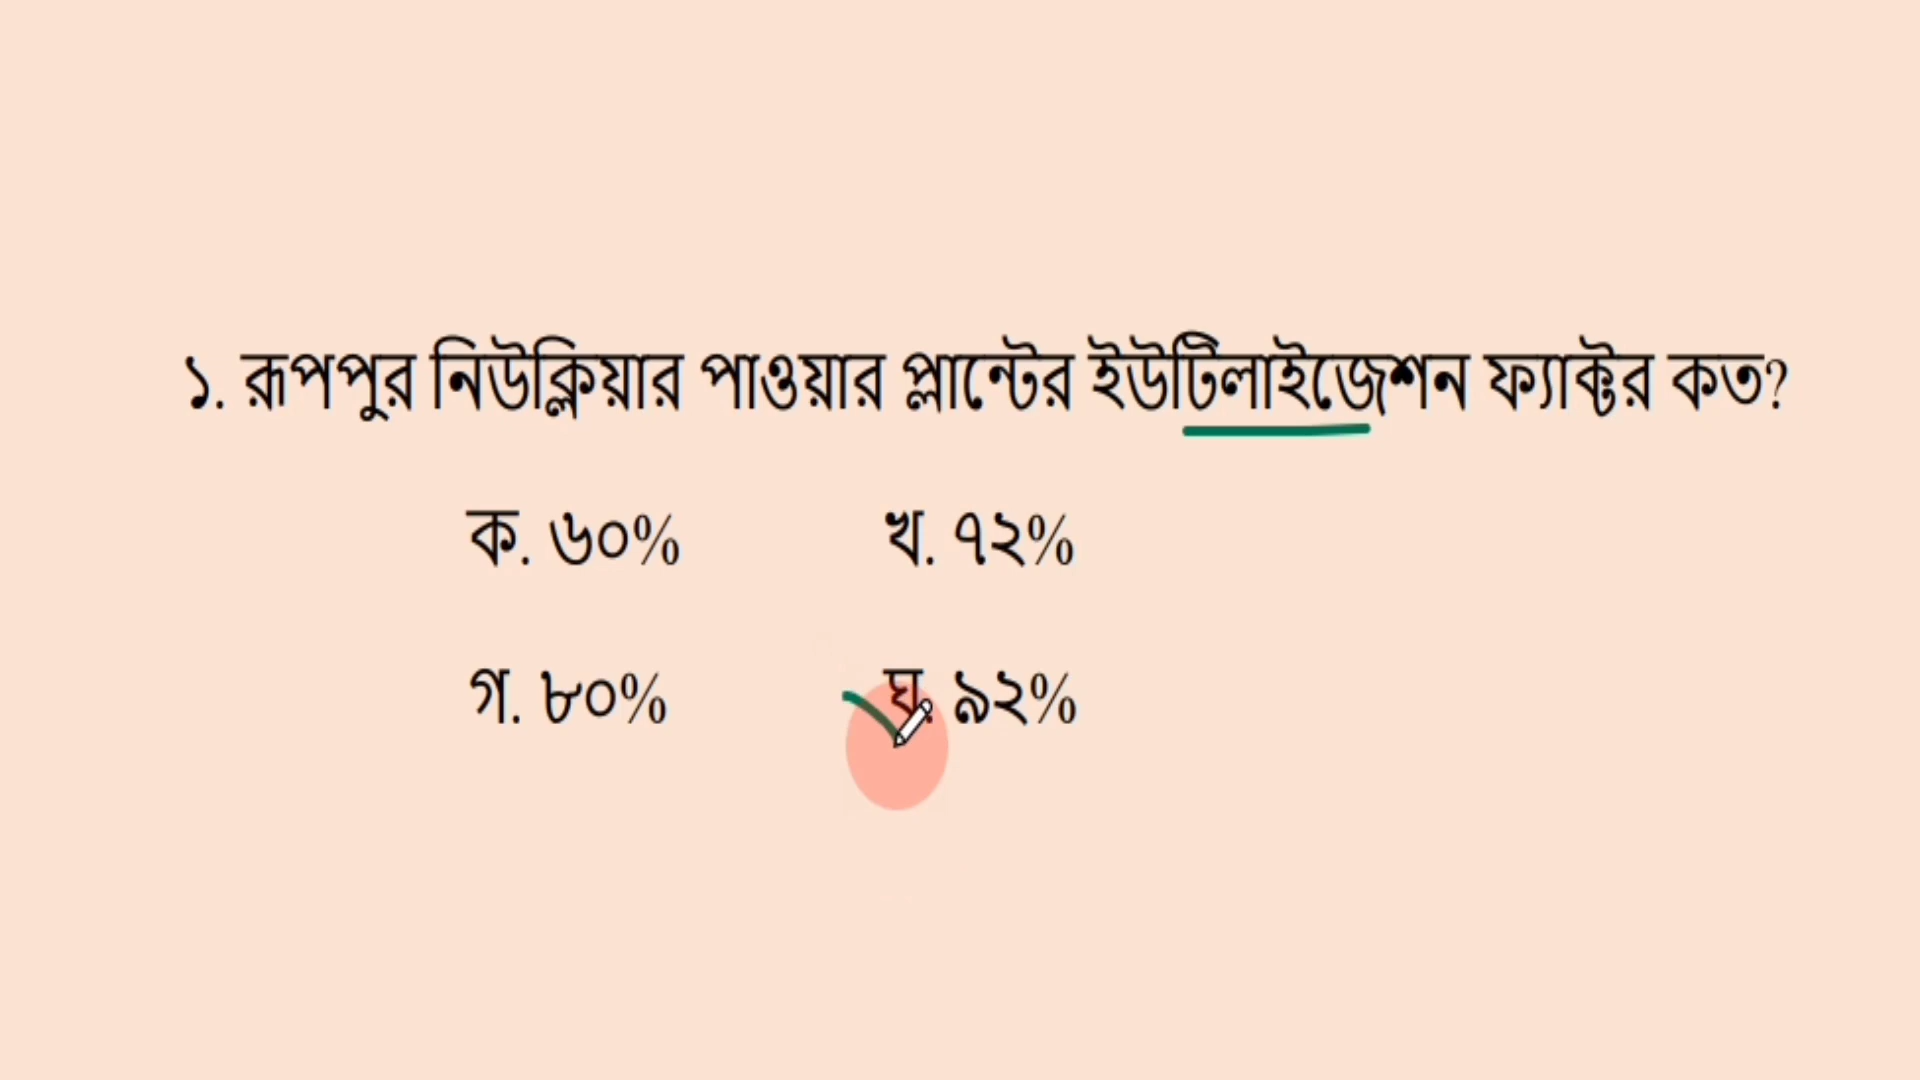 ১. রূপপুর নিউক্লিয়ার পাওয়ার প্লান্টের ইউটিলাইজেশন ফ্যাক্টর কত?
ক. ৬০% খ. ৭২%
গ. ৮০% ঘ. ৯২%